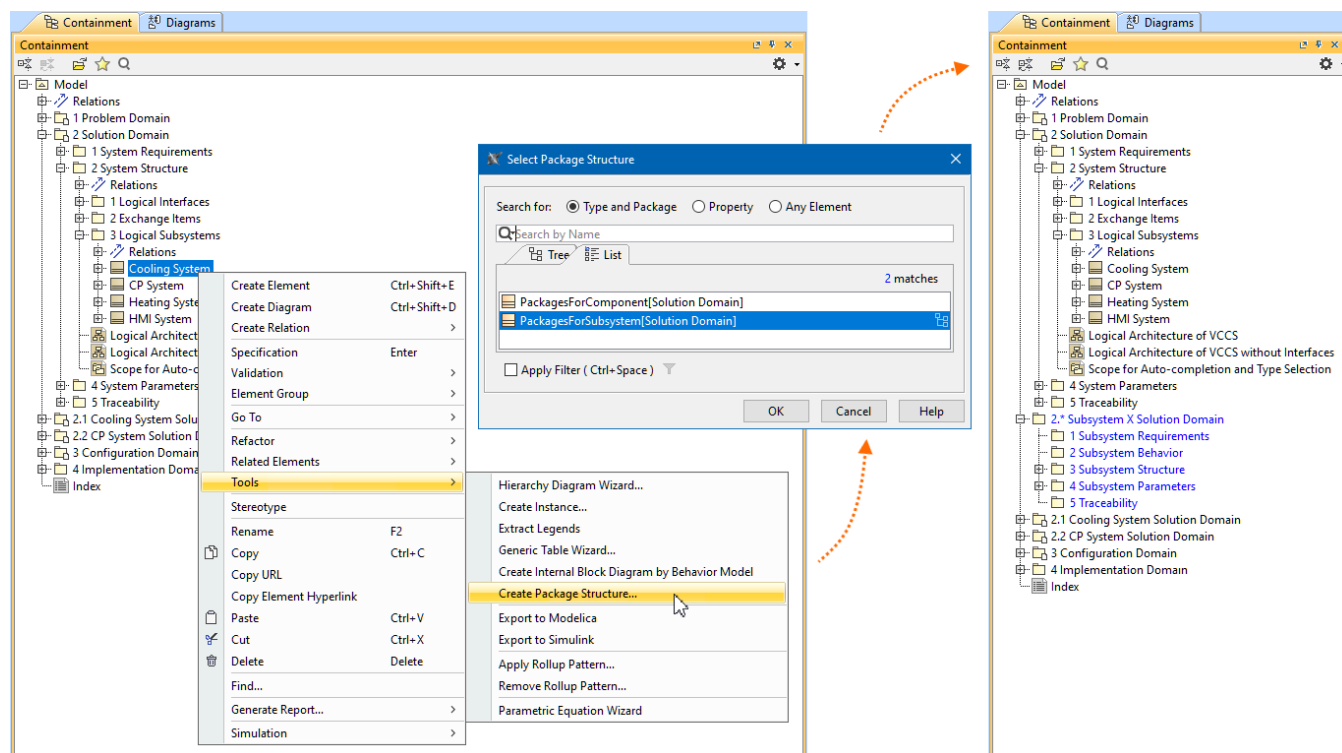 Containment
Diagrams
Containment
Model
Relations
1 Problem Domain
2 Solution Domain
1 System Requirements
2 System Structure
Relations
1 Logical Interfaces
2 Exchange Items
3 Logical Subsystems
Relations
Cooling System
CP System
Heating Syste
HMI System
Logical Architect
Logical Architect
Scope for Auto-c
4 System Parameters
5 Traceability
2.1 Cooling System Solu
2.2 CP System Solution D
3 Configuration Domain
4 Implementation Doma
Index
Create Element Ctrl+Shift+E
Create Diagram Ctrl+Shift+D
Create Relation
Specification Enter
Validation
Element Group
Go To
Refactor
Related Elements
Tools
Stereotype
Rename F2
Copy Ctrl+C
Copy URL
Copy Element Hyperlink
Paste Ctrl+V
Cut Ctrl+X
Delete Delete
Find...
Generate Report...
Simulation
Hierarchy Diagram Wizard...
Create Instance...
Extract Legends
Generic Table Wizard...
Create Internal Block Diagram by Behavior Model
Create Package Structure...
Export to Modelica
Export to Simulink
Apply Rollup Pattern...
Remove Rollup Pattern...
Parametric Equation Wizard
Select Package Structure
Search for: Type and Package Property Any Element
Search by Name
Tree List
2 matches
PackagesForComponent[Solution Domain]
PackagesForSubsystem[Solution Domain]
Apply Filter ( Ctrl+Space )
OK Cancel Help
Containment
Diagrams
Containment
Model
Relations
1 Problem Domain
2 Solution Domain
1 System Requirements
2 System Structure
Relations
1 Logical Interfaces
2 Exchange Items
3 Logical Subsystems
Relations
Cooling System
CP System
Heating System
HMI System
Logical Architecture of VCCS
Logical Architecture of VCCS without Interfaces
Scope for Auto-completion and Type Selection
4 System Parameters
5 Traceability
2.* Subsystem X Solution Domain
1 Subsystem Requirements
2 Subsystem Behavior
3 Subsystem Structure
4 Subsystem Parameters
5 Traceability
2.1 Cooling System Solution Domain
2.2 CP System Solution Domain
3 Configuration Domain
4 Implementation Domain
Index